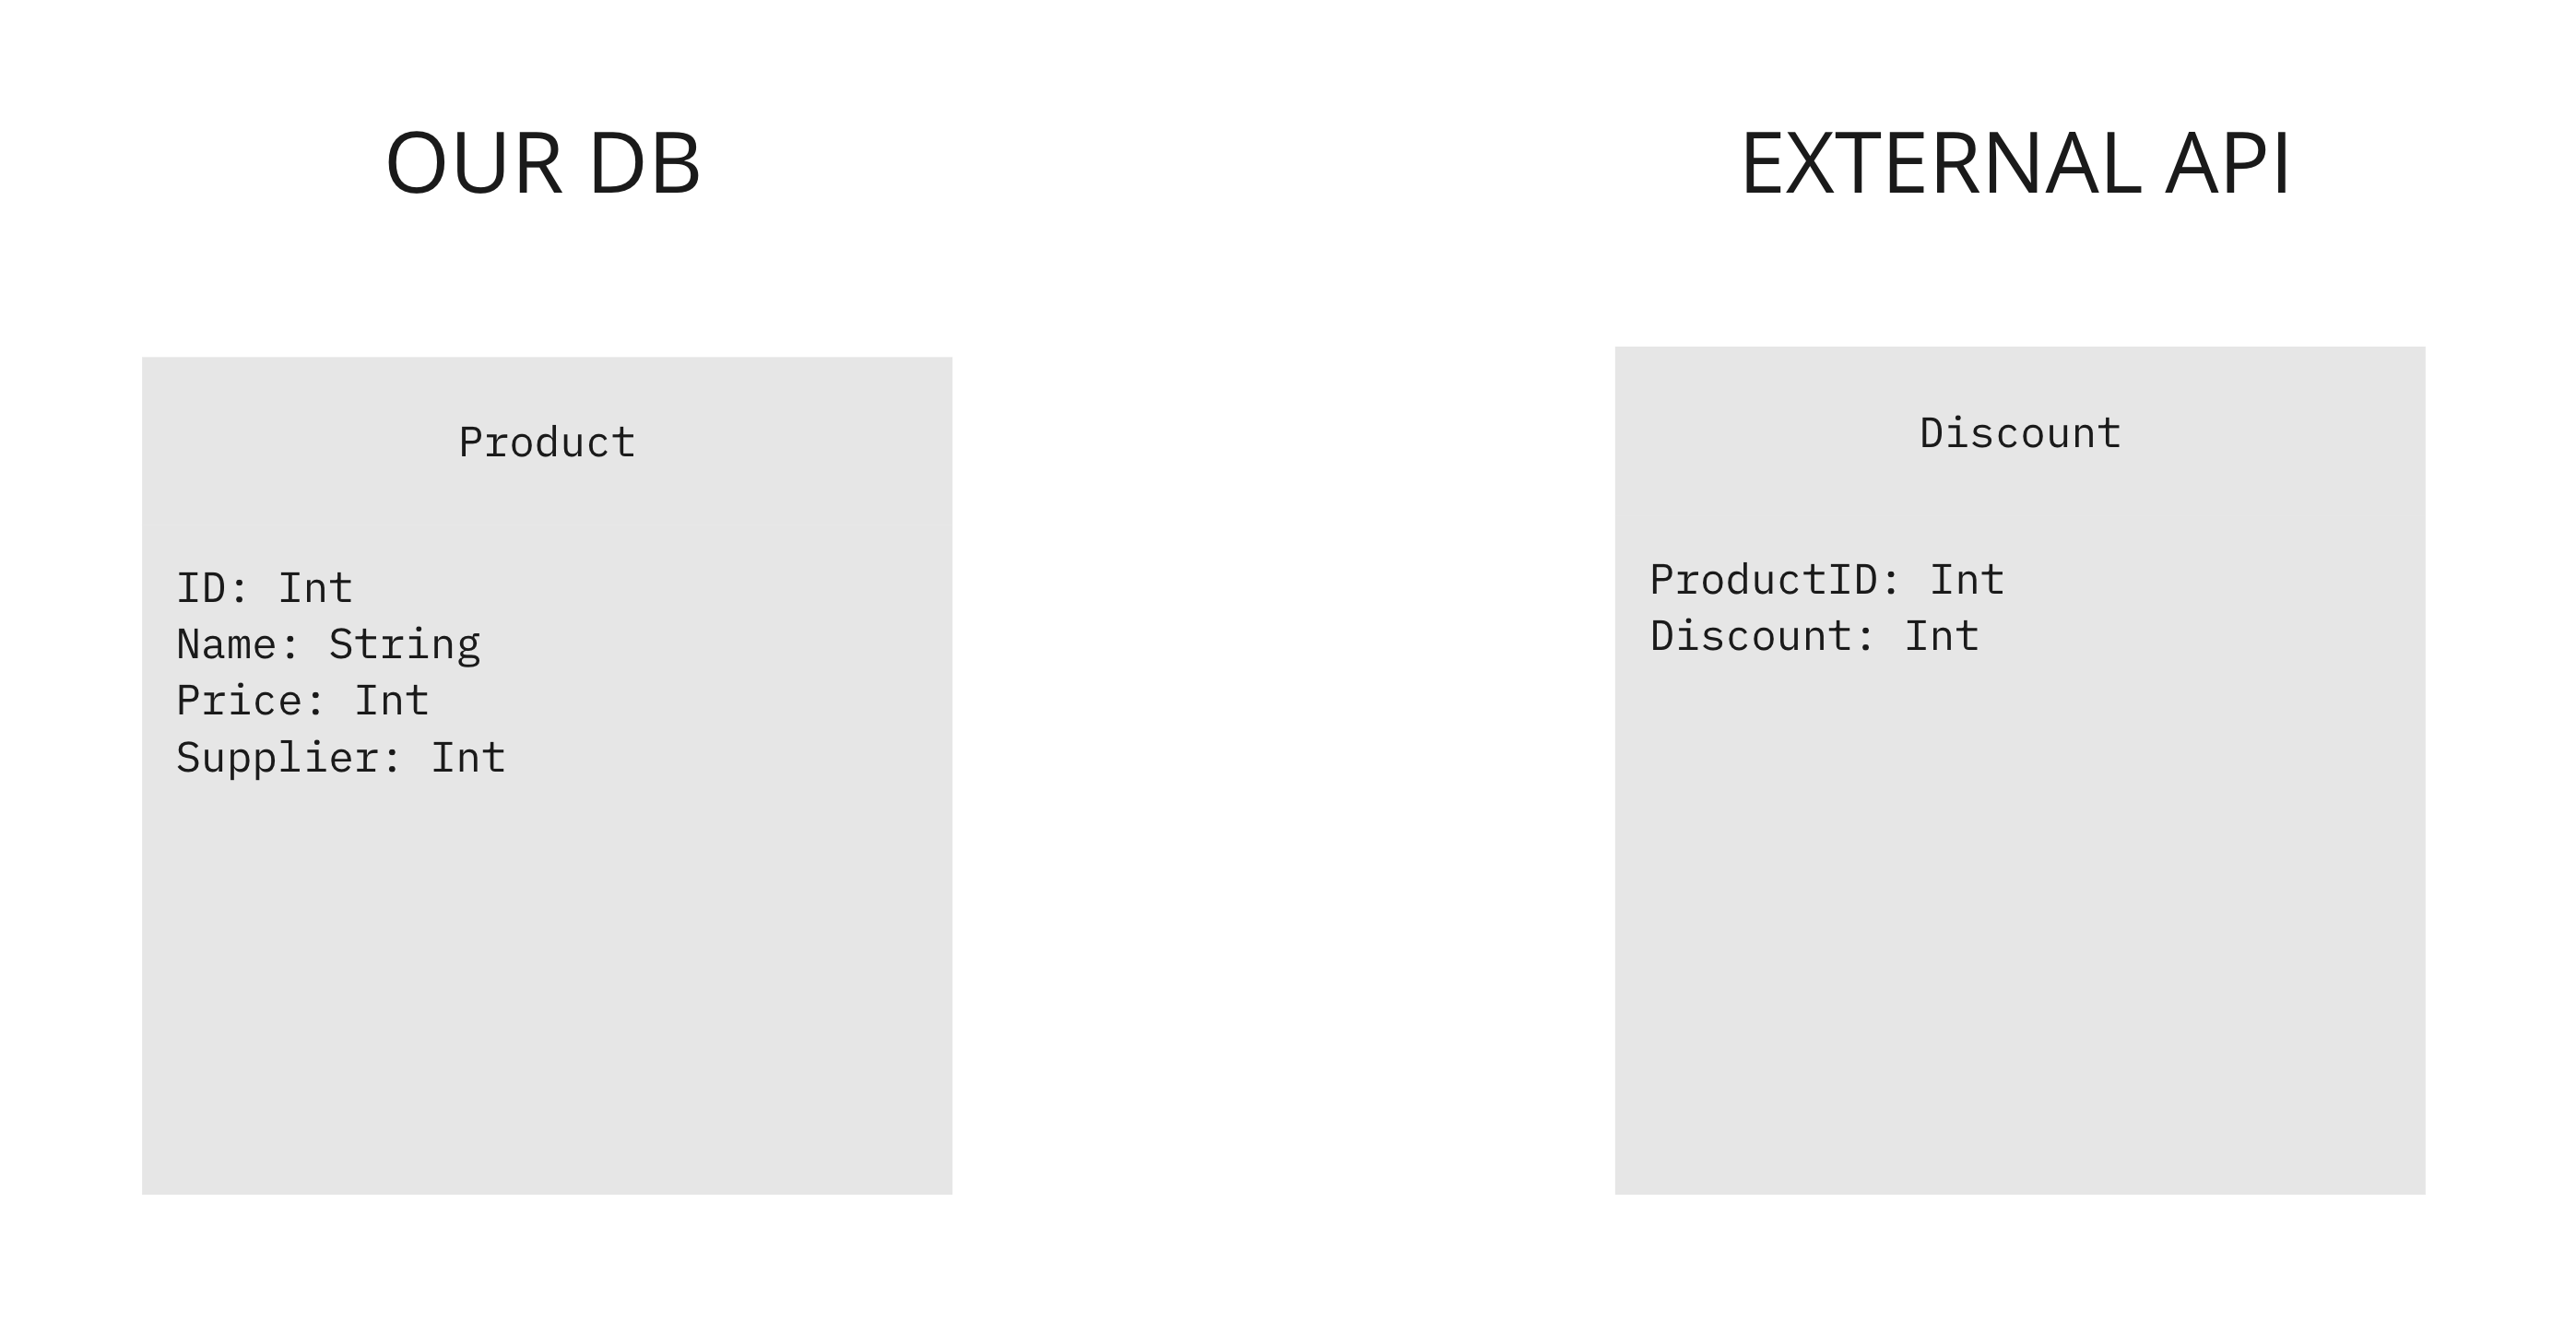 OUR DB
Product
ID: Int
Name: String
Price: Int
Supplier: Int
EXTERNAL API
Discount
ProductID: Int
Discount: Int